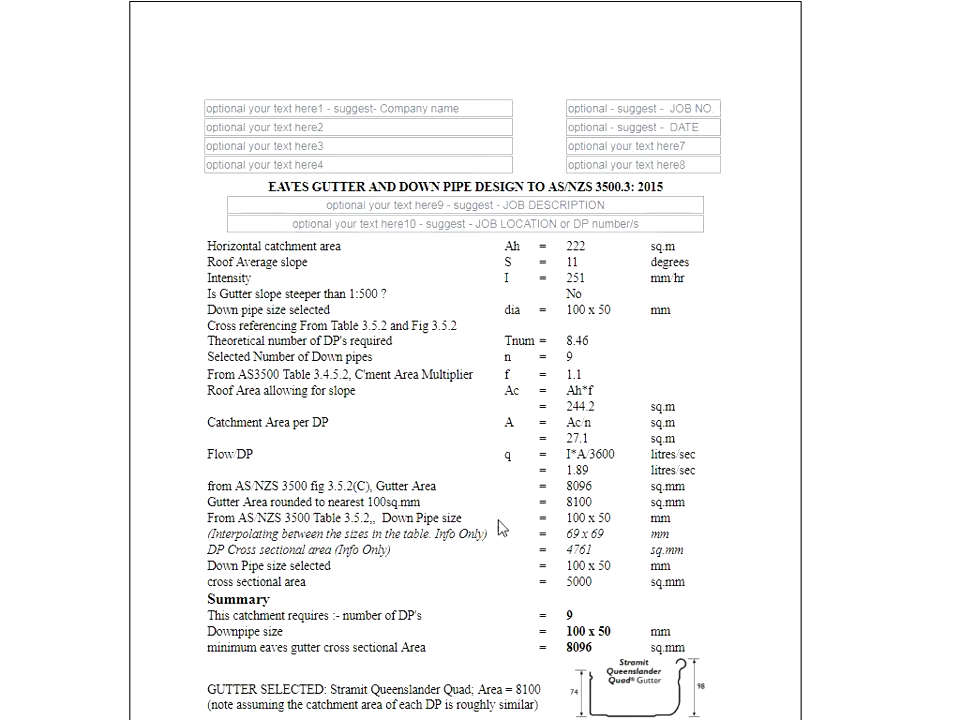 optional your text here1 - suggest- Company name
optional - suggest - JOB NO.
optional your text here2
optional - suggest - DATE
optional your text here3
optional your text here7
optional your text here4
optional your text here8
EAVES GUTTER AND DOWN PIPE DESIGN TO AS/NZS 3500.3: 2015
optional your text here9 - suggest - JOB DESCRIPTION
optional your text here10 - suggest - JOB LOCATION or DP number/s
Horizontal catchment area Ah = 222 sq.m
Roof Average slope S = 11 degrees
Intensity I = 251 mm/hr
Is Gutter slope steeper than 1:500 ? No
Down pipe size selected dia = 100 x 50 mm
Cross referencing From Table 3.5.2 and Fig 3.5.2
Theoretical number of DP's required Tnum = 8.46
Selected Number of Down pipes n = 9
From AS3500 Table 3.4.5.2, C'ment Area Multiplier f = 1.1
Roof Area allowing for slope Ac = Ah*f
= 244.2 sq.m
Catchment Area per DP A = Ac/n sq.m
= 27.1 sq.m
Flow/DP q = I*A/3600 litres/sec
= 1.89 litres/sec
from AS/NZS 3500 fig 3.5.2(C), Gutter Area = 8096 sq.mm
Gutter Area rounded to nearest 100sq.mm = 8100 sq.mm
From AS/NZS 3500 Table 3.5.2,, Down Pipe size = 100 x 50 mm
(Interpolating between the sizes in the table. Info Only) = 69 x 69 mm
DP Cross sectional area (Info Only) = 4761 sq.mm
Down Pipe size selected = 100 x 50 mm
cross sectional area = 5000 sq.mm
Summary
This catchment requires :- number of DP's = 9
Downpipe size = 100 x 50 mm
minimum eaves gutter cross sectional Area = 8096 sq.mm
Stramit
Queenslander
Quad® Gutter
74
98
GUTTER SELECTED: Stramit Queenslander Quad; Area = 8100
(note assuming the catchment area of each DP is roughly similar)